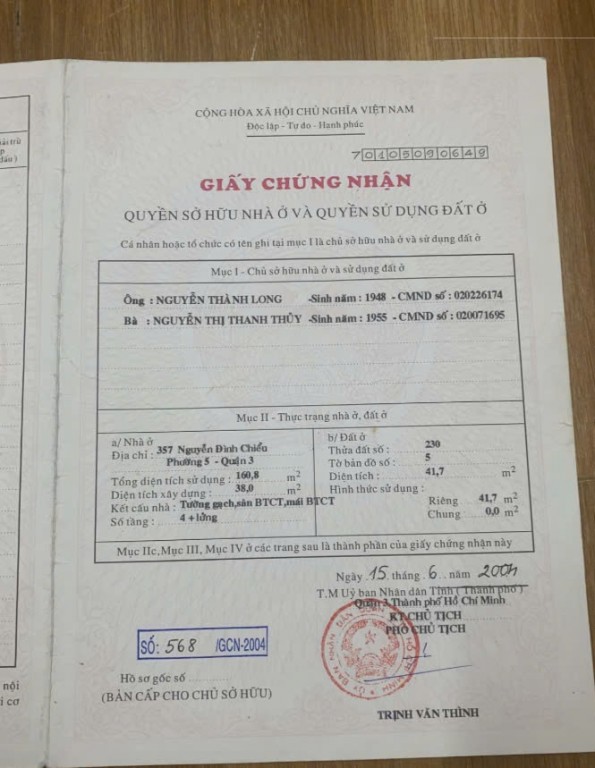 CỘNG HÒA XÃ HỘI CHỦ NGHĨA VIỆT NAM
Độc lập - Tự do - Hạnh phúc
70105090649
GIẤY CHỨNG NHẬN
QUYỀN SỞ HỮU NHÀ Ở VÀ QUYỀN SỬ DỤNG ĐẤT Ở
Cá nhân hoặc tổ chức có tên ghi tại mục I là chủ sở hữu nhà ở và sử dụng đất ở
Mục I - Chủ sở hữu nhà ở và sử dụng đất ở
Ông : NGUYỄN THÀNH LONG -Sinh năm : 1948 - CMND số : 020226174
Bà : NGUYỄN THỊ THANH THỦY -Sinh năm : 1955 - CMND số : 020071695
Mục II - Thực trạng nhà ở, đất ở
a/ Nhà ở
Địa chỉ : 357 Nguyễn Đình Chiểu
Phường 5 - Quận 3
Tổng diện tích sử dụng : 160,8 m2
Diện tích xây dựng : 38,0 m2
Kết cấu nhà : Tường gạch,sàn BTCT,mái BTCT
Số tầng : 4 + lửng
b/ Đất ở
Thửa đất số : 230
Tờ bản đồ số : 5
Diện tích : 41,7 m2
Hình thức sử dụng :
Riêng 41,7 m2
Chung 0,0 m2
Mục IIc, Mục III, Mục IV ở các trang sau là thành phần của giấy chứng nhận này
Ngày 15 tháng 6 năm 2004
T.M Uỷ ban Nhân dân Tỉnh ( Thành phố )
Quận 3 Thành phố Hồ Chí Minh
KT.CHỦ TỊCH
PHÓ CHỦ TỊCH
SỐ: 568 /GCN-2004
Hồ sơ gốc số
(BẢN CẤP CHO CHỦ SỞ HỮU)
TRỊNH VĂN THÌNH
nội